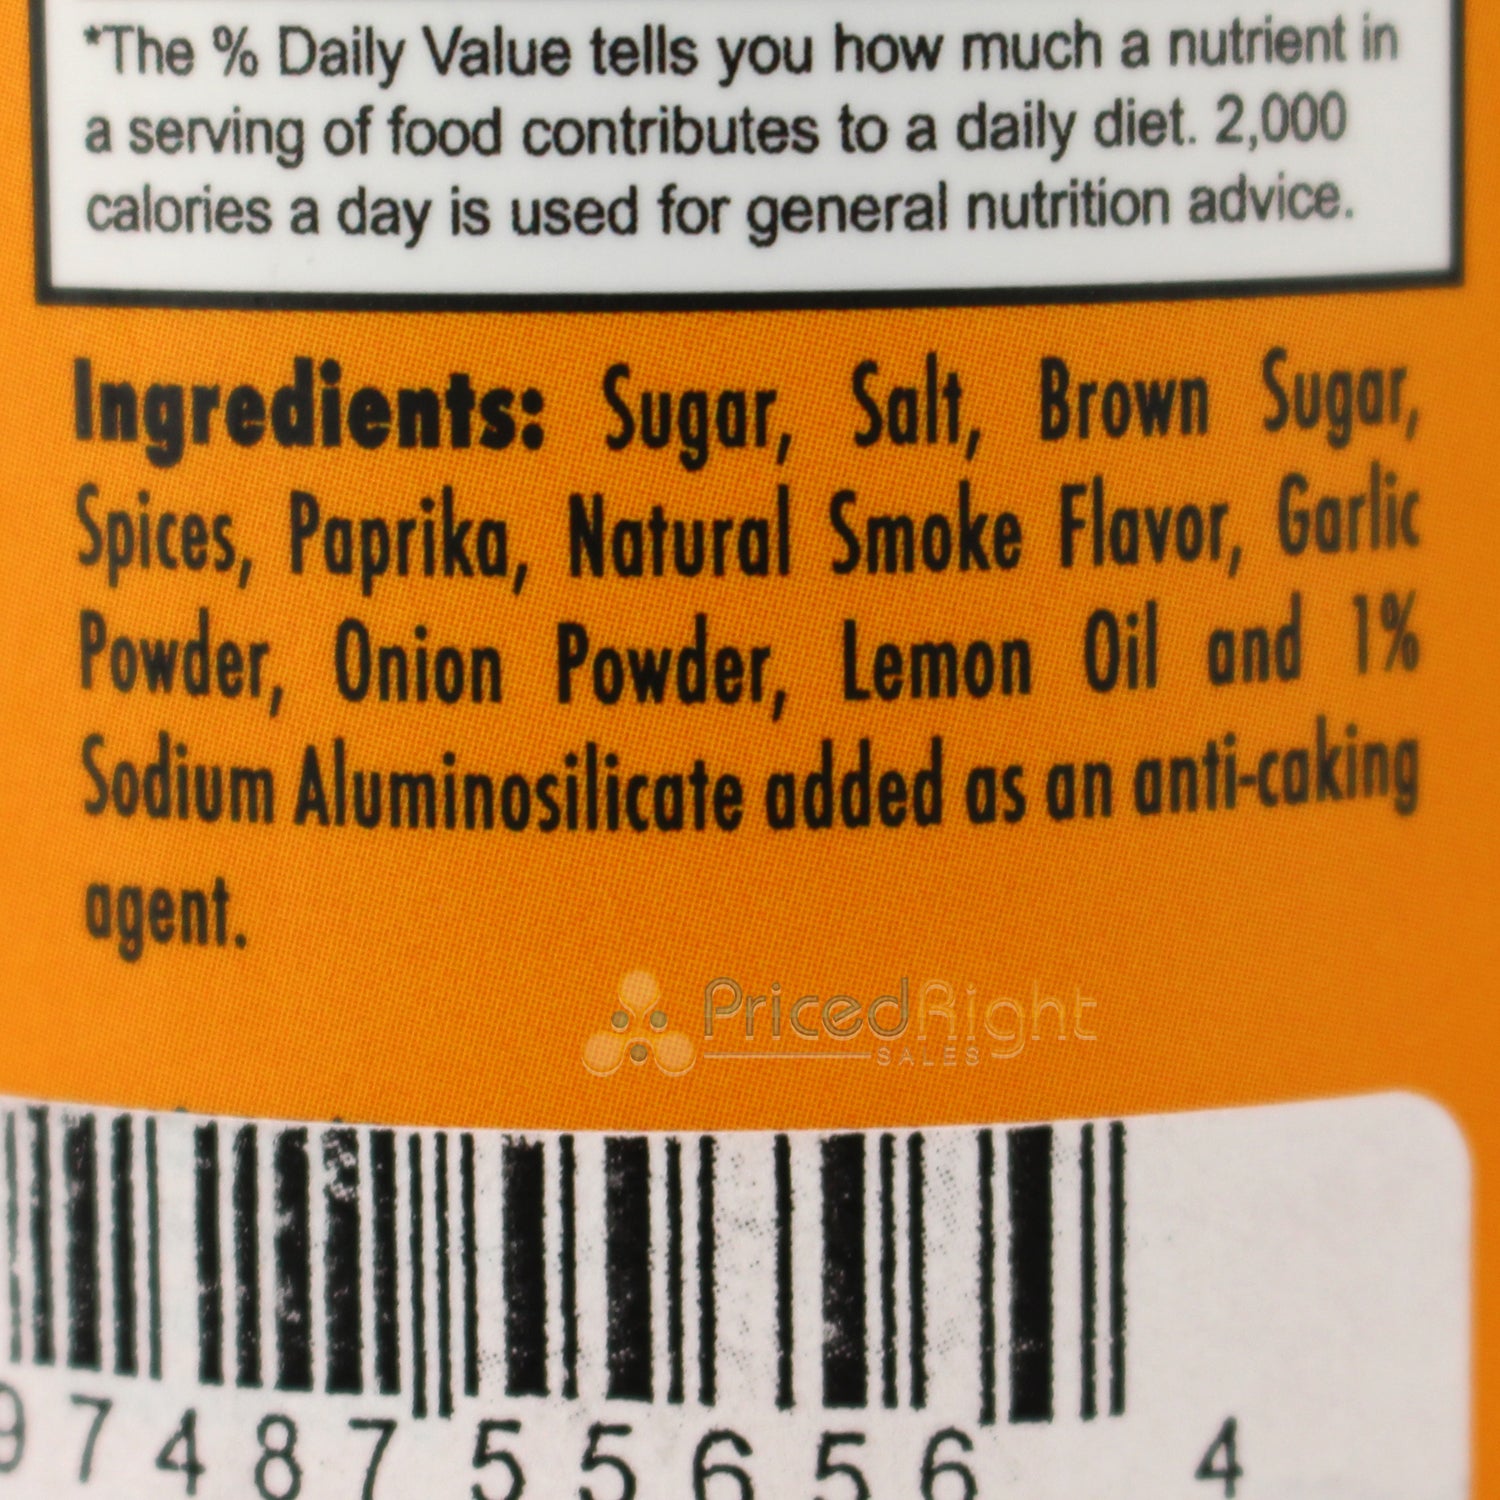 *The % Daily Value tells you how much a nutrient in
a serving of food contributes to a daily diet. 2,000
calories a day is used for general nutrition advice.
Ingredients: Sugar, Salt, Brown Sugar,
Spices, Paprika, Natural Smoke Flavor, Garlic
Powder, Onion Powder, Lemon Oil and 1%
Sodium Aluminosilicate added as an anti-caking
agent.
PricedRight
SALES
97487 55656 4